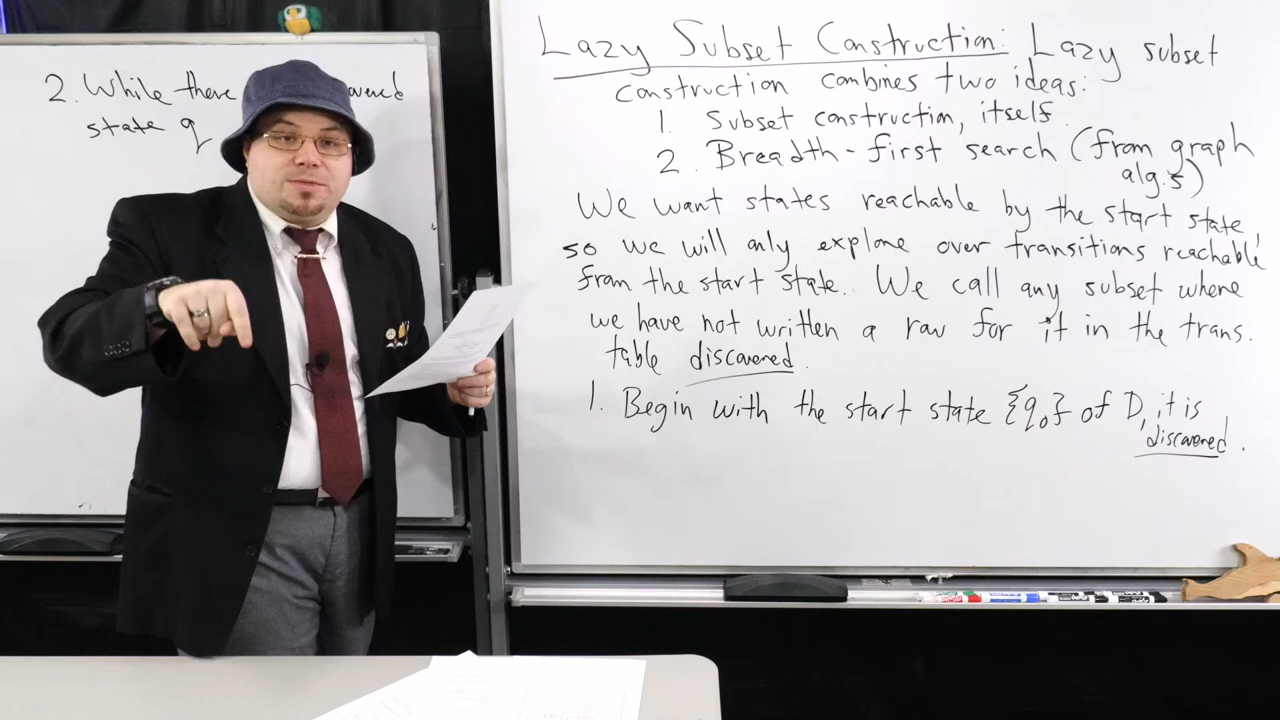 2. While there overed
state q
Lazy Subset Construction: Lazy subset
construction combines two ideas:
1. Subset construction, itself.
2. Breadth-first search (from graph
alg.s)
We want states reachable by the start state,
so we will only explore over transitions reachable
from the start state. We call any subset where
we have not written a row for it in the trans.
table discovered.
1. Begin with the start state {q₀} of D, it is
discovered.